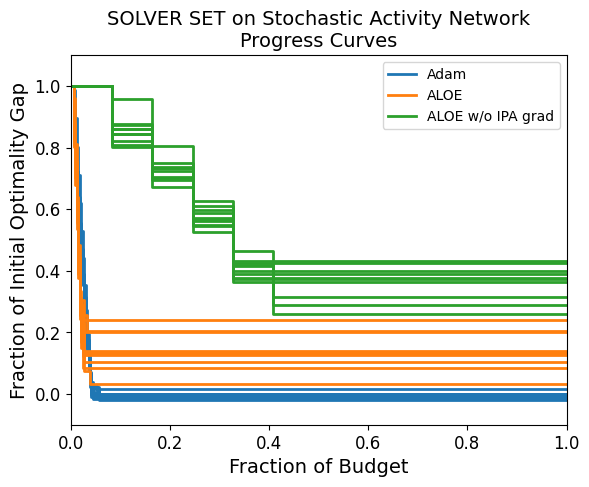 SOLVER SET on Stochastic Activity Network
Progress Curves
Adam
ALOE
ALOE w/o IPA grad
Fraction of Initial Optimality Gap
1.0
0.8
0.6
0.4
0.2
0.0
0.0 0.2 0.4 0.6 0.8 1.0
Fraction of Budget